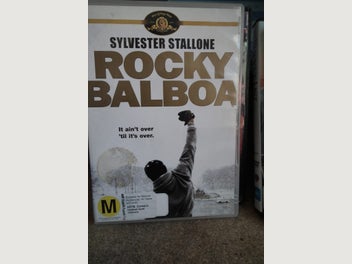 SYLVESTER STALLONE
ROCKY
BALBOA
It ain't over
'til it's over.
M